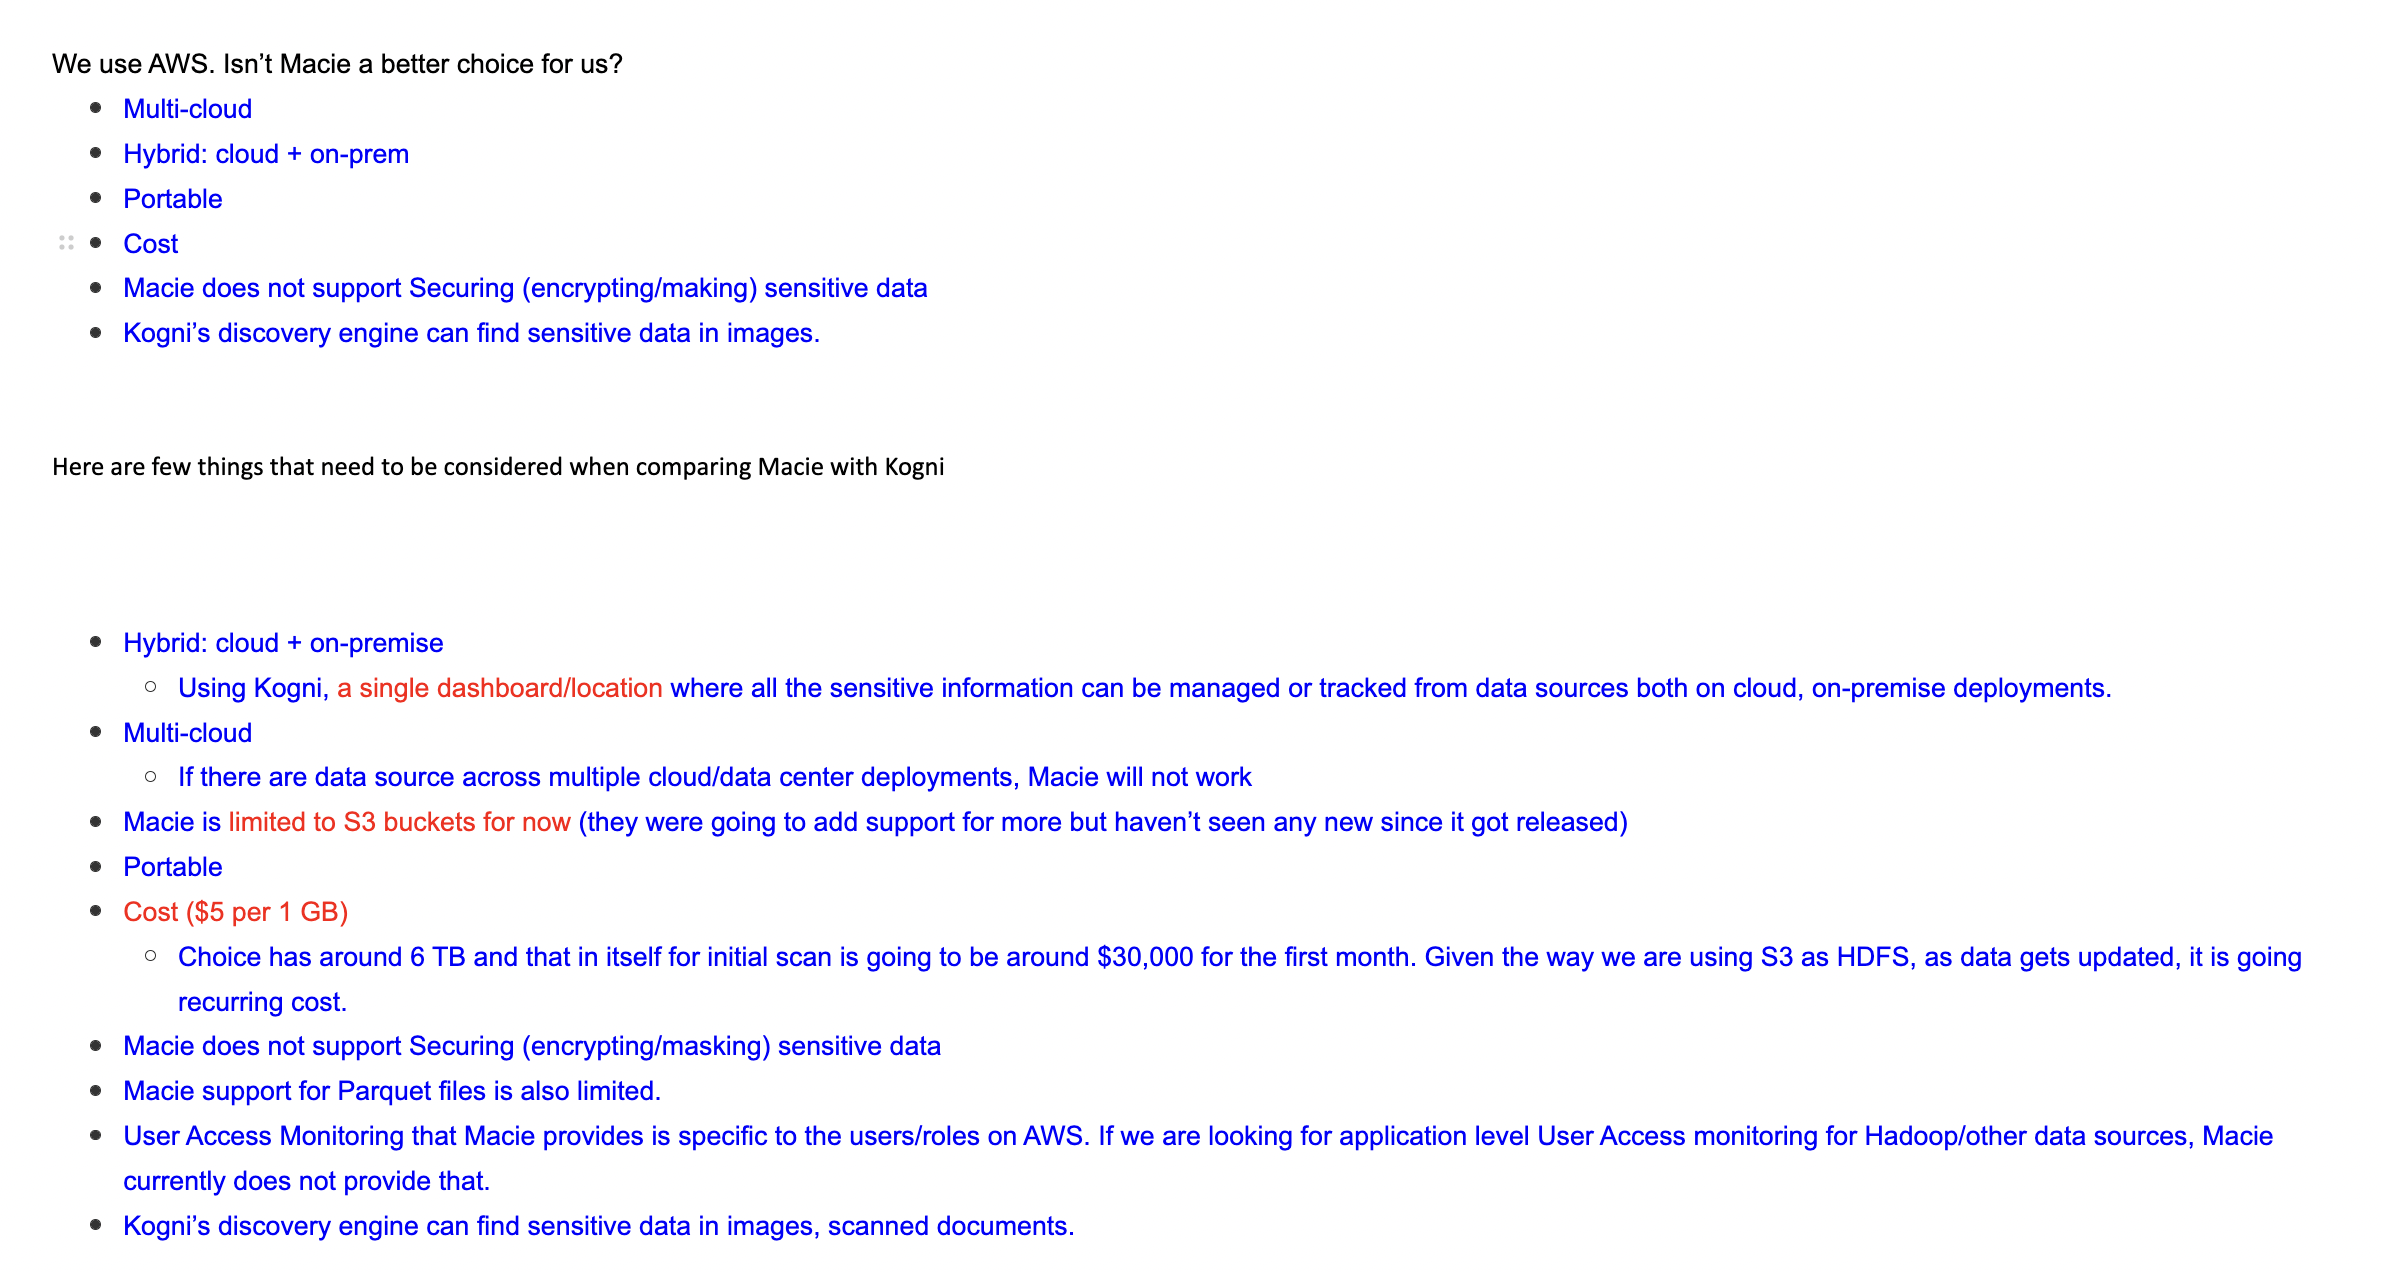 We use AWS. Isn’t Macie a better choice for us?
• Multi-cloud
• Hybrid: cloud + on-prem
• Portable
• Cost
• Macie does not support Securing (encrypting/making) sensitive data
• Kogni’s discovery engine can find sensitive data in images.
Here are few things that need to be considered when comparing Macie with Kogni
• Hybrid: cloud + on-premise
○ Using Kogni, a single dashboard/location where all the sensitive information can be managed or tracked from data sources both on cloud, on-premise deployments.
• Multi-cloud
○ If there are data source across multiple cloud/data center deployments, Macie will not work
• Macie is limited to S3 buckets for now (they were going to add support for more but haven’t seen any new since it got released)
• Portable
• Cost ($5 per 1 GB)
○ Choice has around 6 TB and that in itself for initial scan is going to be around $30,000 for the first month. Given the way we are using S3 as HDFS, as data gets updated, it is going
recurring cost.
• Macie does not support Securing (encrypting/masking) sensitive data
• Macie support for Parquet files is also limited.
• User Access Monitoring that Macie provides is specific to the users/roles on AWS. If we are looking for application level User Access monitoring for Hadoop/other data sources, Macie
currently does not provide that.
• Kogni’s discovery engine can find sensitive data in images, scanned documents.